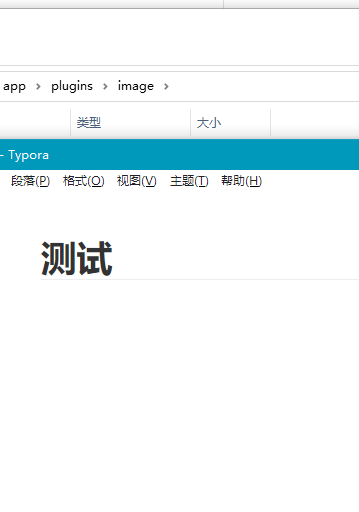 app > plugins > image >
类型 大小
- Typora
段落(P) 格式(O) 视图(V) 主题(T) 帮助(H)
测试